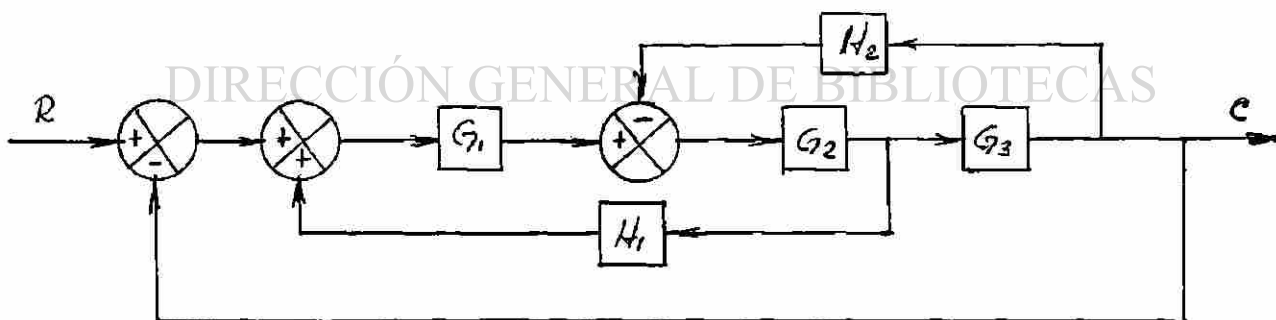 H₂
DIRECCIÓN GENERAL DE BIBLIOTECAS
R
+
-
+
+
G₁
+
-
G₂
G₃
C
H₁